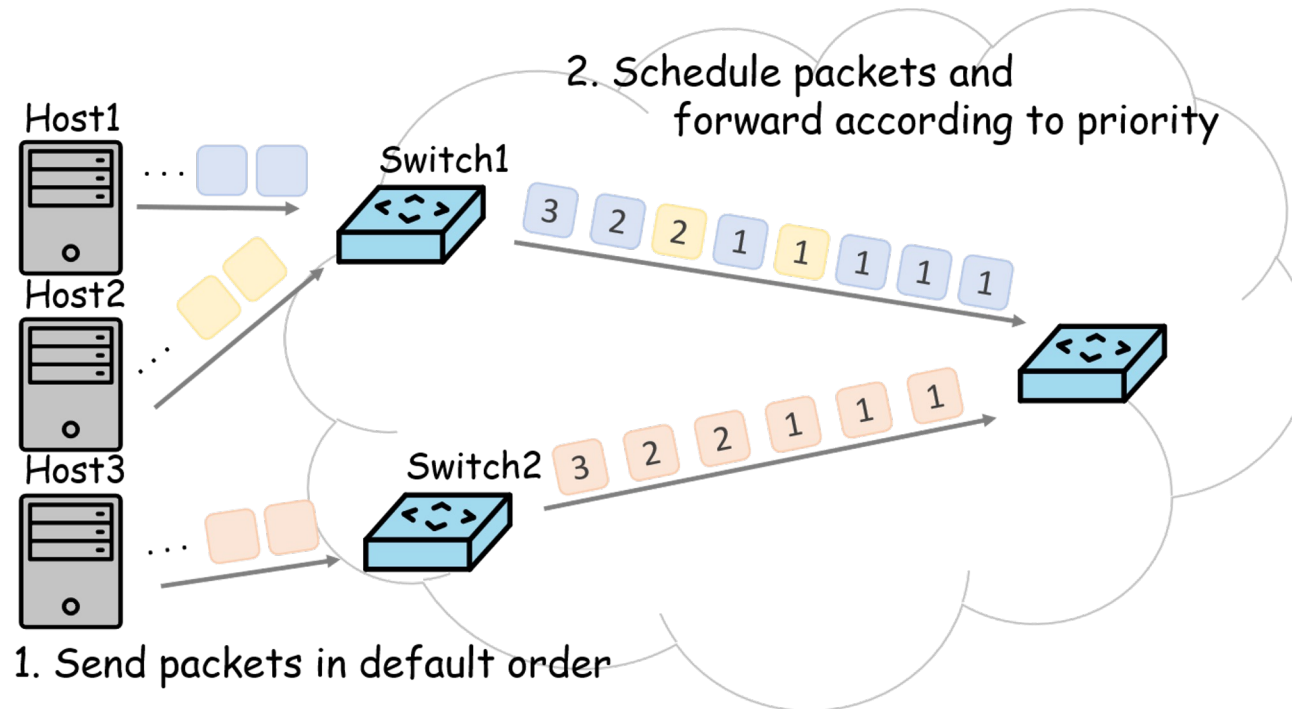 2. Schedule packets and
forward according to priority
Host1
...
Switch1
3 2 2 1 1 1 1 1
Host2
...
Host3
Switch2
3 2 2 1 1 1
...
1. Send packets in default order